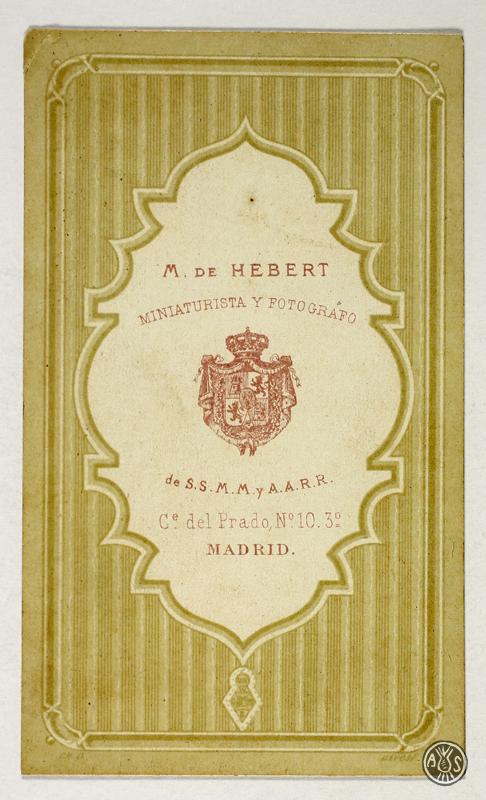 M. DE HEBERT
MINIATURISTA Y FOTOGRÁFO
de S.S.M.M. y A.A.R.R.
Ce. del Prado, Nº 10. 3º
MADRID.